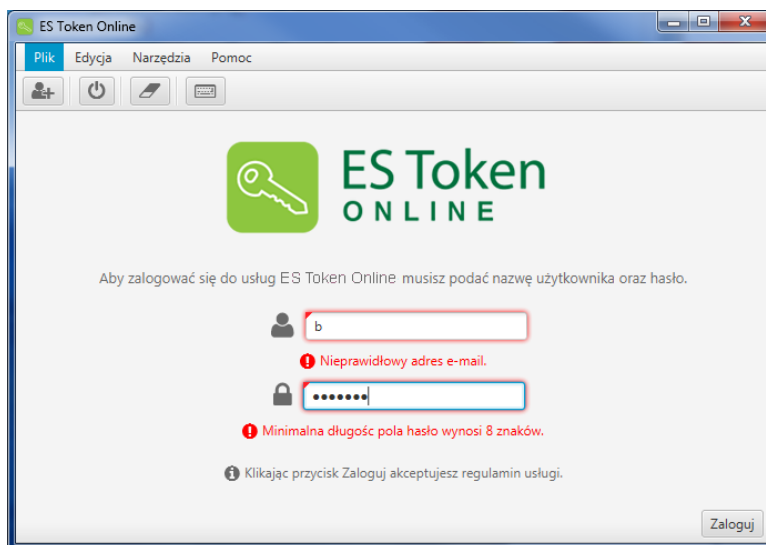 ES Token Online
Plik Edycja Narzędzia Pomoc
ES Token
ONLINE
Aby zalogować się do usług ES Token Online musisz podać nazwę użytkownika oraz hasło.
b
Nieprawidłowy adres e-mail.
•••••••
Minimalna długośc pola hasło wynosi 8 znaków.
Klikając przycisk Zaloguj akceptujesz regulamin usługi.
Zaloguj